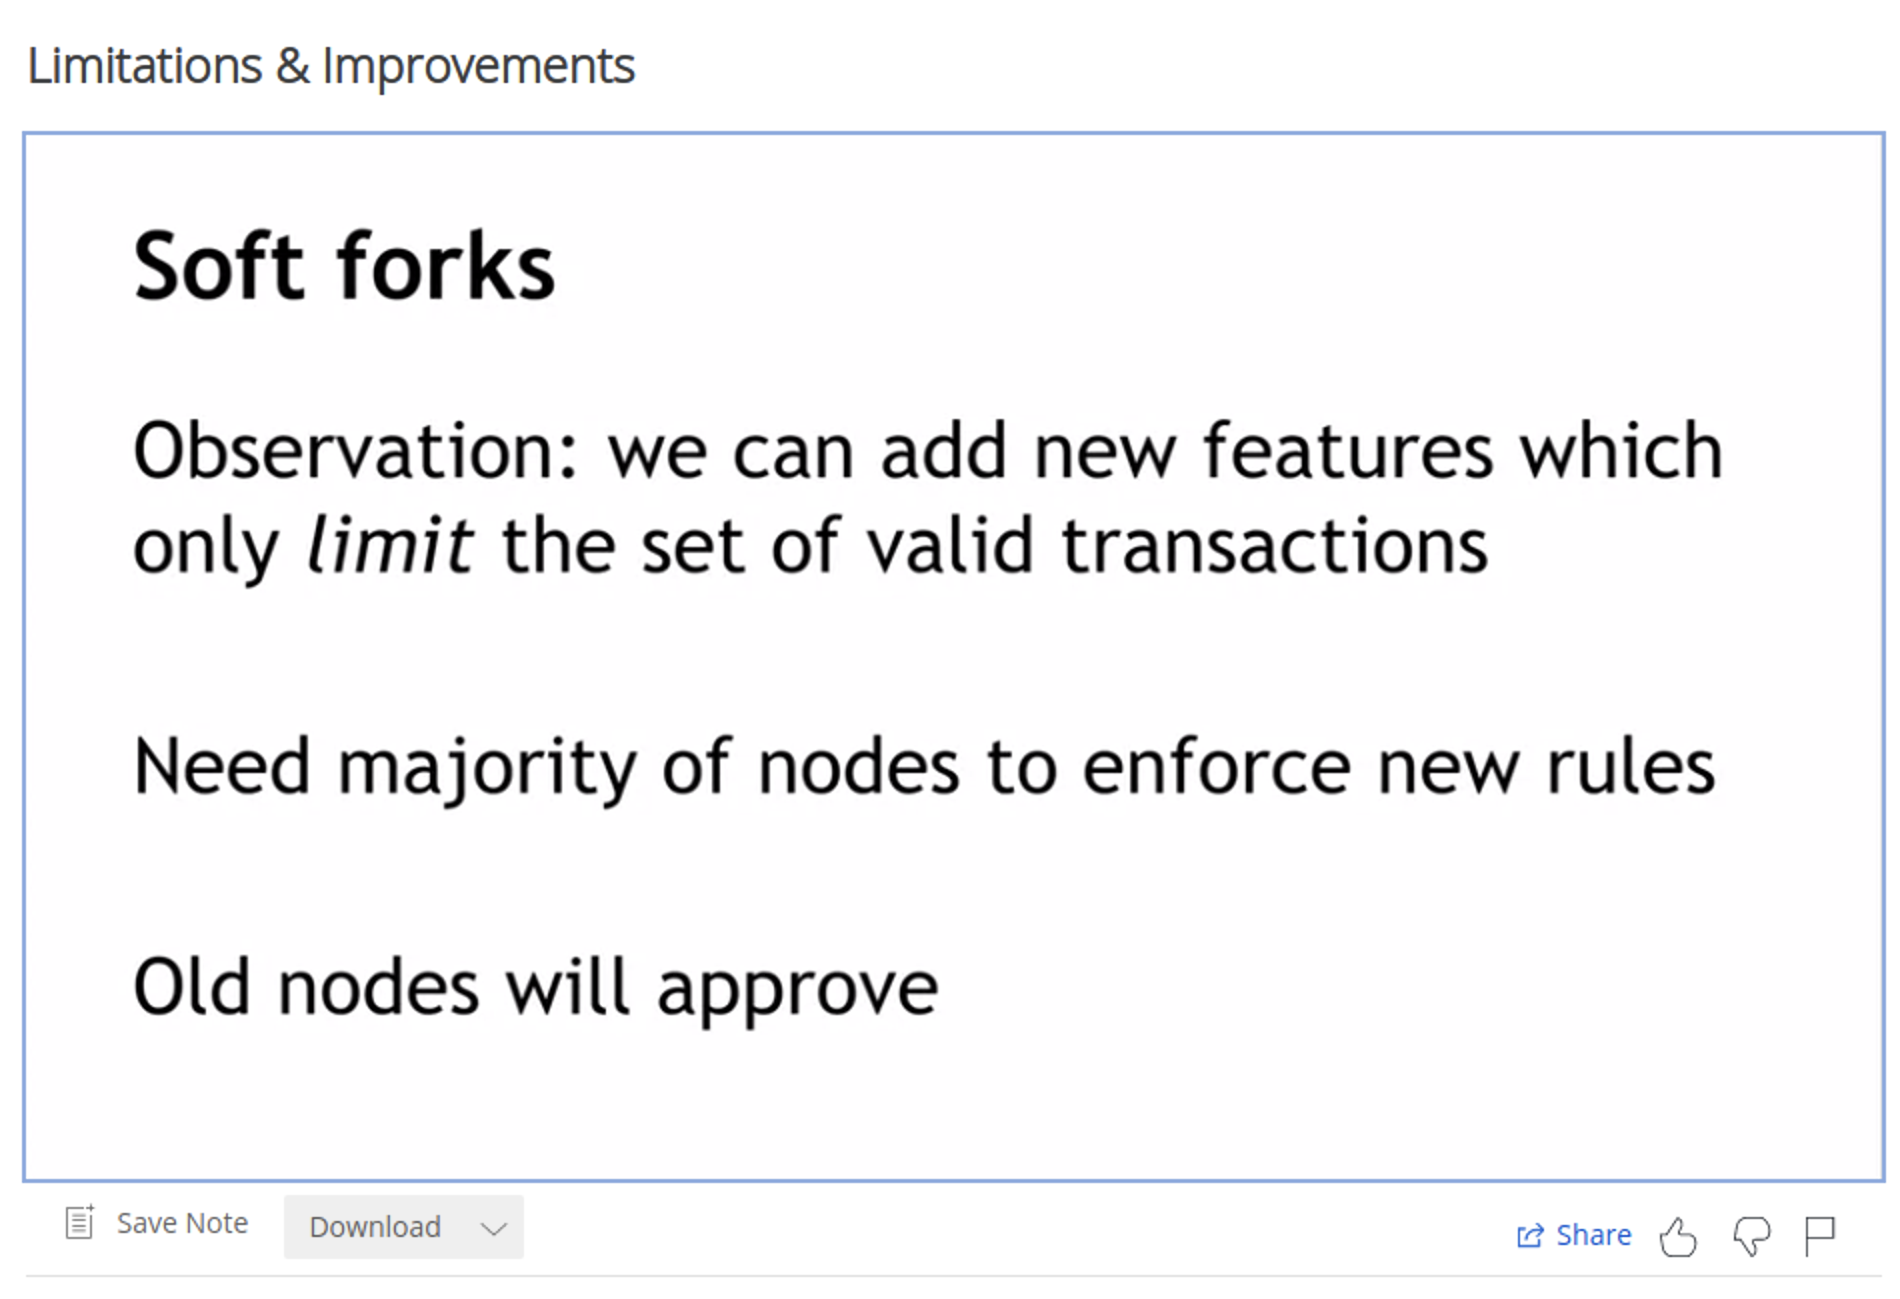 Limitations & Improvements
Soft forks
Observation: we can add new features which
only limit the set of valid transactions
Need majority of nodes to enforce new rules
Old nodes will approve
Save Note
Download
Share